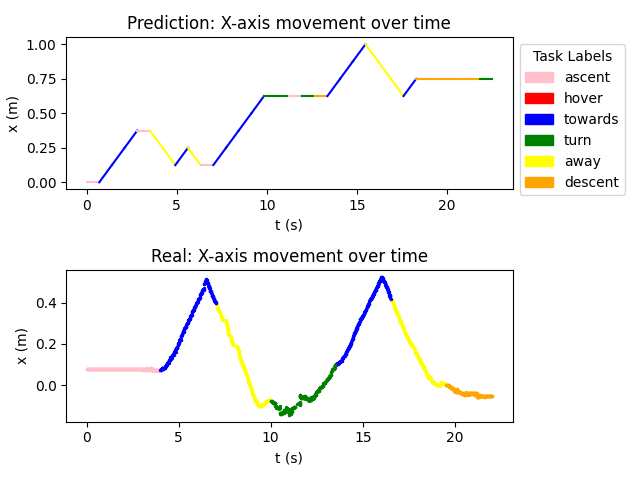 Prediction: X-axis movement over time
1.00
0.75
0.50
0.25
0.00
x (m)
0
5
10
15
20
t (s)
Task Labels
ascent
hover
towards
turn
away
descent
Real: X-axis movement over time
0.4
0.2
0.0
x (m)
0
5
10
15
20
t (s)